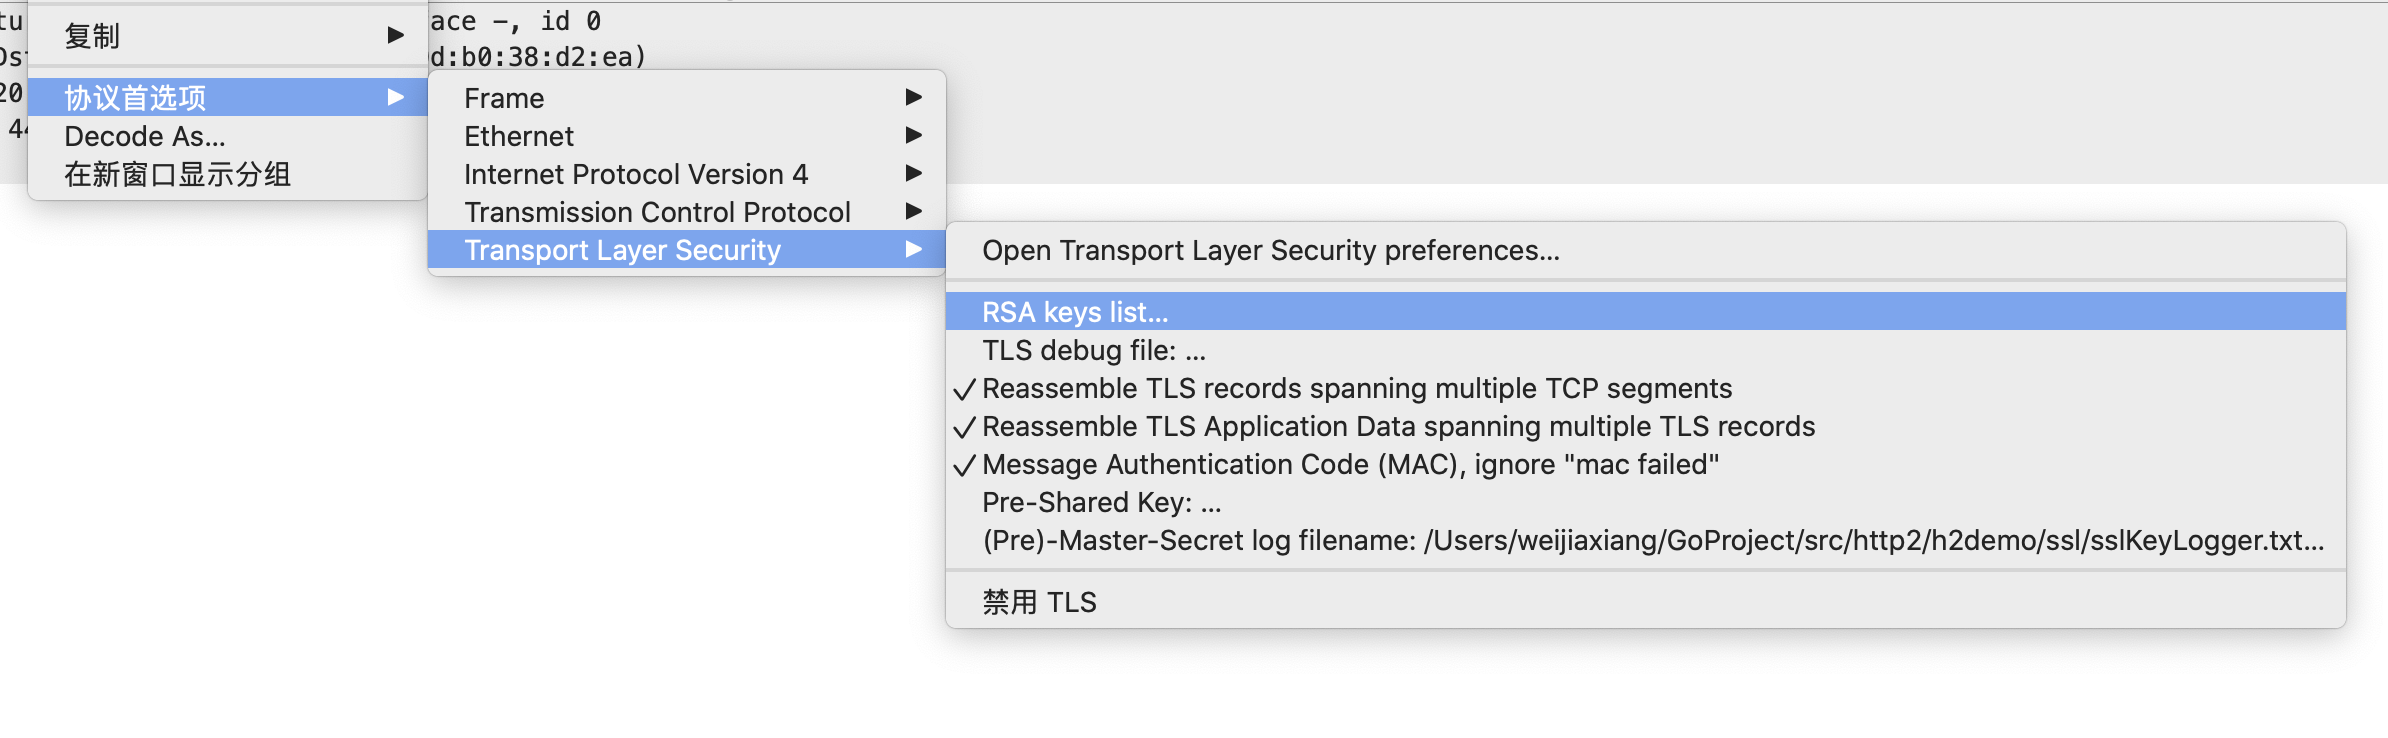 复制
ace –, id 0
d:b0:38:d2:ea)
20
协议首选项
Decode As...
在新窗口显示分组
Frame
Ethernet
Internet Protocol Version 4
Transmission Control Protocol
Transport Layer Security
Open Transport Layer Security preferences...
RSA keys list...
TLS debug file: ...
✓ Reassemble TLS records spanning multiple TCP segments
✓ Reassemble TLS Application Data spanning multiple TLS records
✓ Message Authentication Code (MAC), ignore "mac failed"
Pre-Shared Key: ...
(Pre)-Master-Secret log filename: /Users/weijiaxiang/GoProject/src/http2/h2demo/ssl/sslKeyLogger.txt...
禁用 TLS